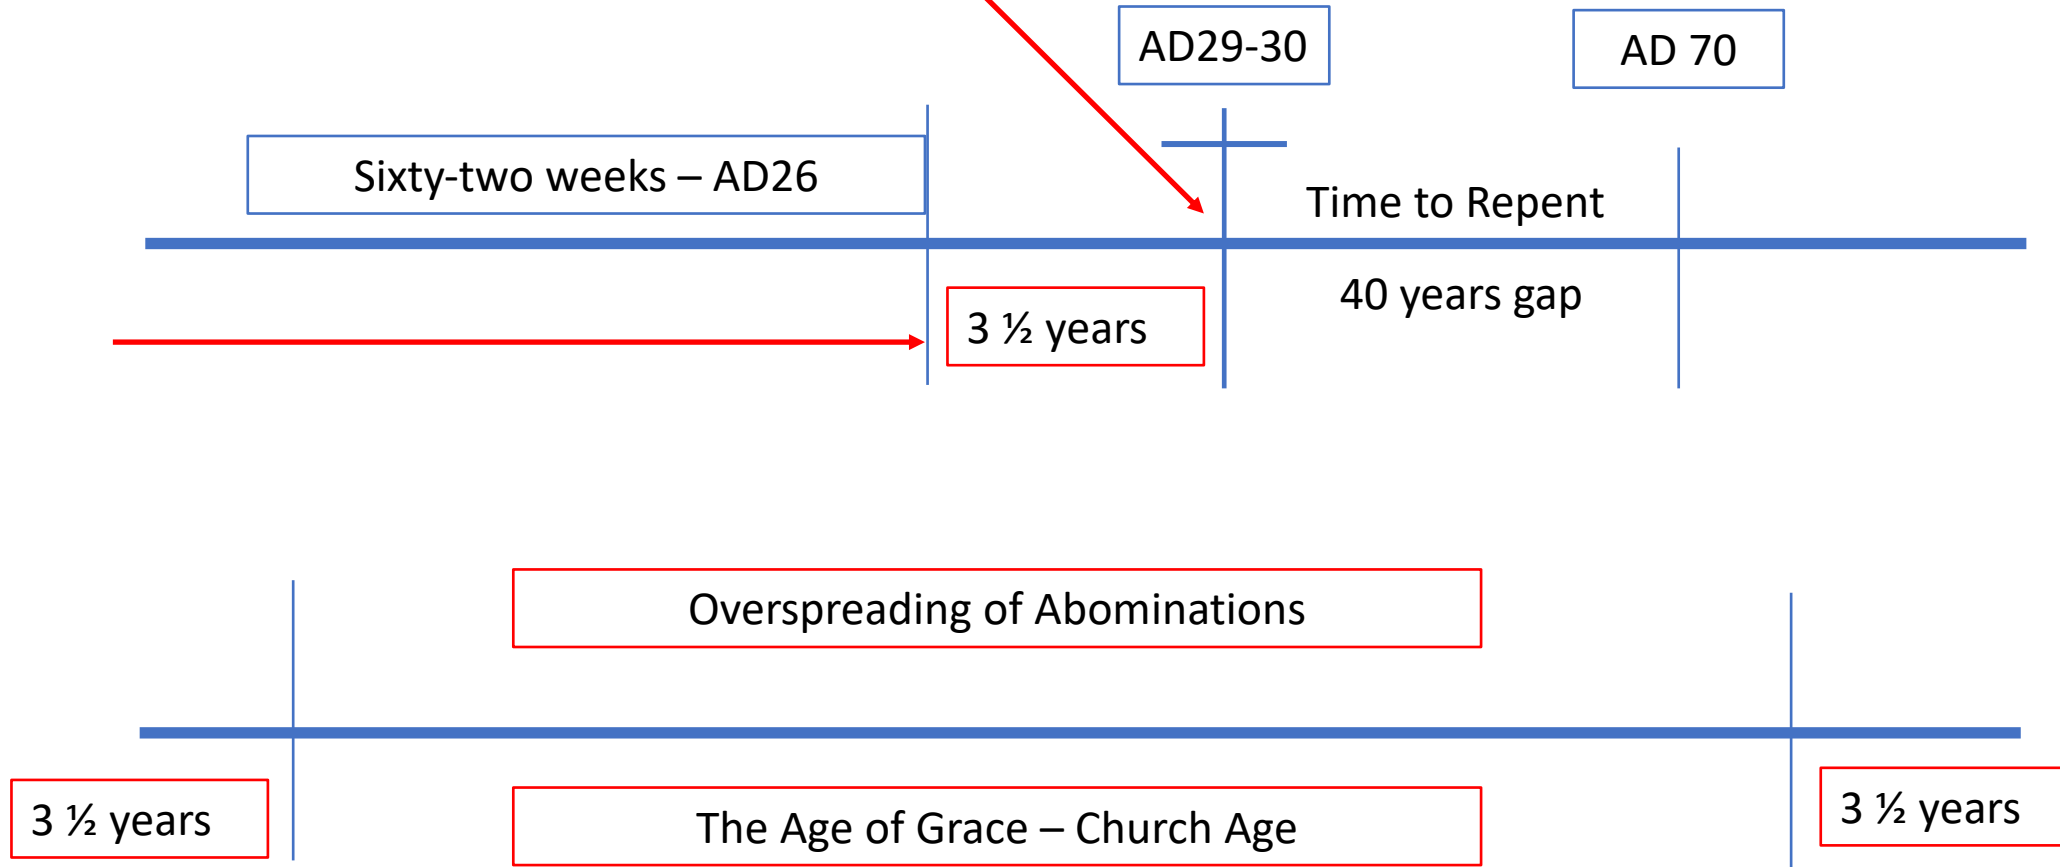 AD29-30
AD 70
Sixty-two weeks – AD26
Time to Repent
3 ½ years
40 years gap
Overspreading of Abominations
3 ½ years
The Age of Grace – Church Age
3 ½ years